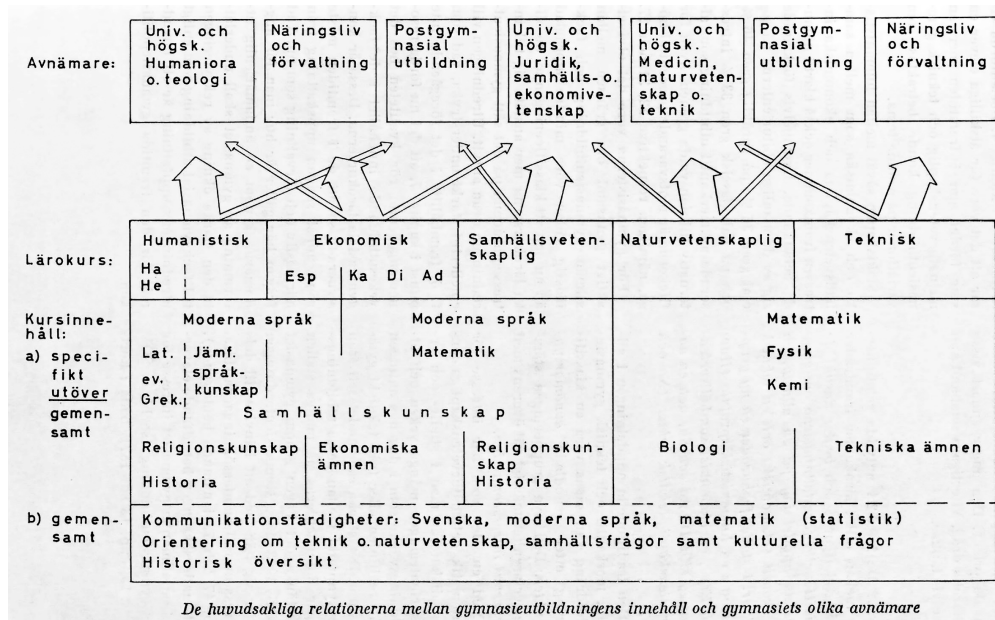 Avnämare:
Univ. och
högsk.
Humaniora
o. teologi
Näringsliv
och
förvaltning
Postgym-
nasial
utbildning
Univ. och
högsk.
Juridik,
samhälls- o.
ekonomive-
tenskap
Univ. och
högsk.
Medicin,
naturveten-
skap o.
teknik
Postgym-
nasial
utbildning
Näringsliv
och
förvaltning
Lärokurs:
Humanistisk
Ha
He
Ekonomisk
Esp
Ka Di Ad
Samhällsveten-
skaplig
Naturvetenskaplig
Teknisk
Kursinne-
håll:
a) speci-
fikt
utöver
gemen-
samt
Moderna språk
Moderna språk
Matematik
Lat.
ev.
Grek.
Jämf.
språk-
kunskap
Matematik
Fysik
Kemi
Samhällskunskap
Religionskunskap
Historia
Ekonomiska
ämnen
Religionskun-
skap
Historia
Biologi
Tekniska ämnen
b) gemen-
samt
Kommunikationsfärdigheter: Svenska, moderna språk, matematik (statistik)
Orientering om teknik o. naturvetenskap, samhällsfrågor samt kulturella frågor
Historisk översikt
De huvudsakliga relationerna mellan gymnasieutbildningens innehåll och gymnasiets olika avnämare